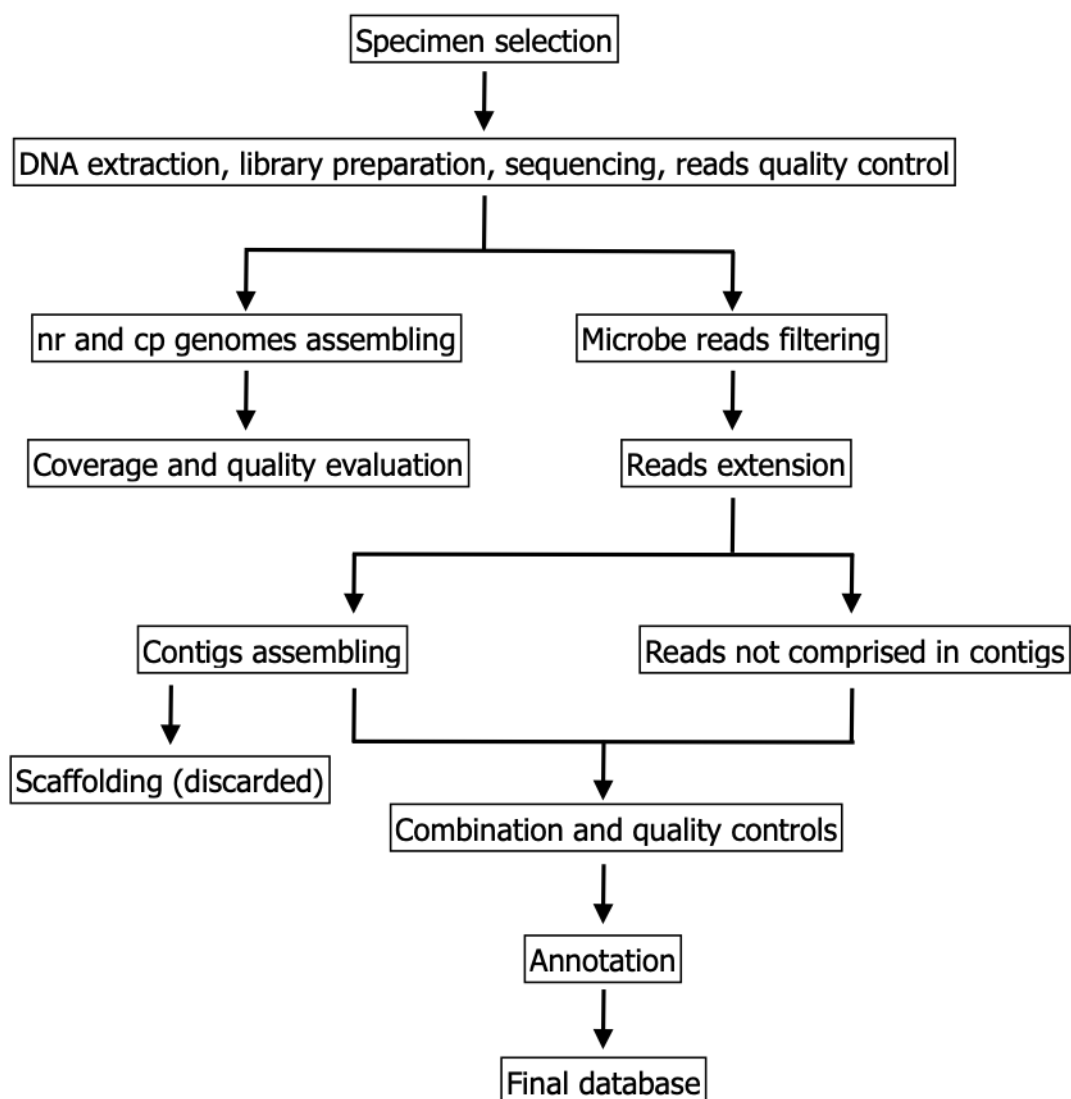 Specimen selection
DNA extraction, library preparation, sequencing, reads quality control
nr and cp genomes assembling
Microbe reads filtering
Coverage and quality evaluation
Reads extension
Contigs assembling
Reads not comprised in contigs
Scaffolding (discarded)
Combination and quality controls
Annotation
Final database